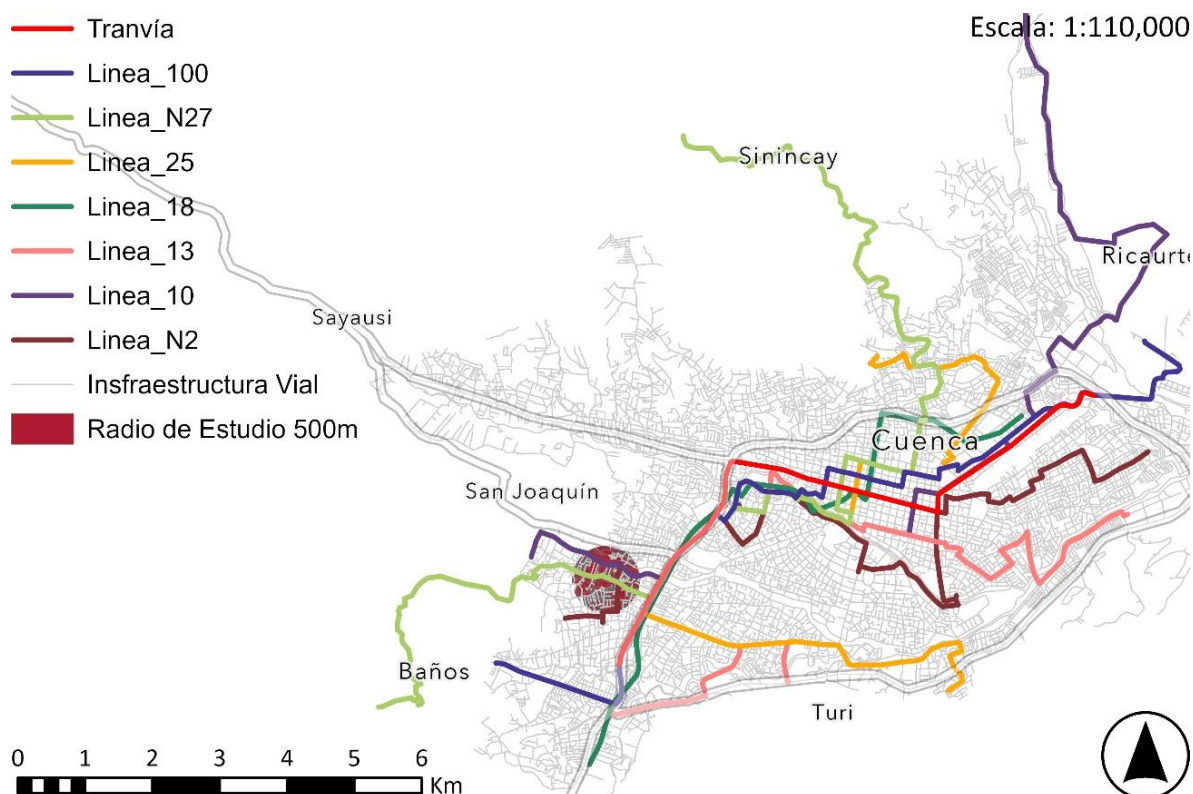 Tranvía
Linea_100
Linea_N27
Linea_25
Linea_18
Linea_13
Linea_10
Linea_N2
Insfraestructura Vial
Radio de Estudio 500m
Escala: 1:110,000
Sinincay
Ricaurte
Sayausi
Cuenca
San Joaquín
Baños
Turi
0 1 2 3 4 5 6
Km